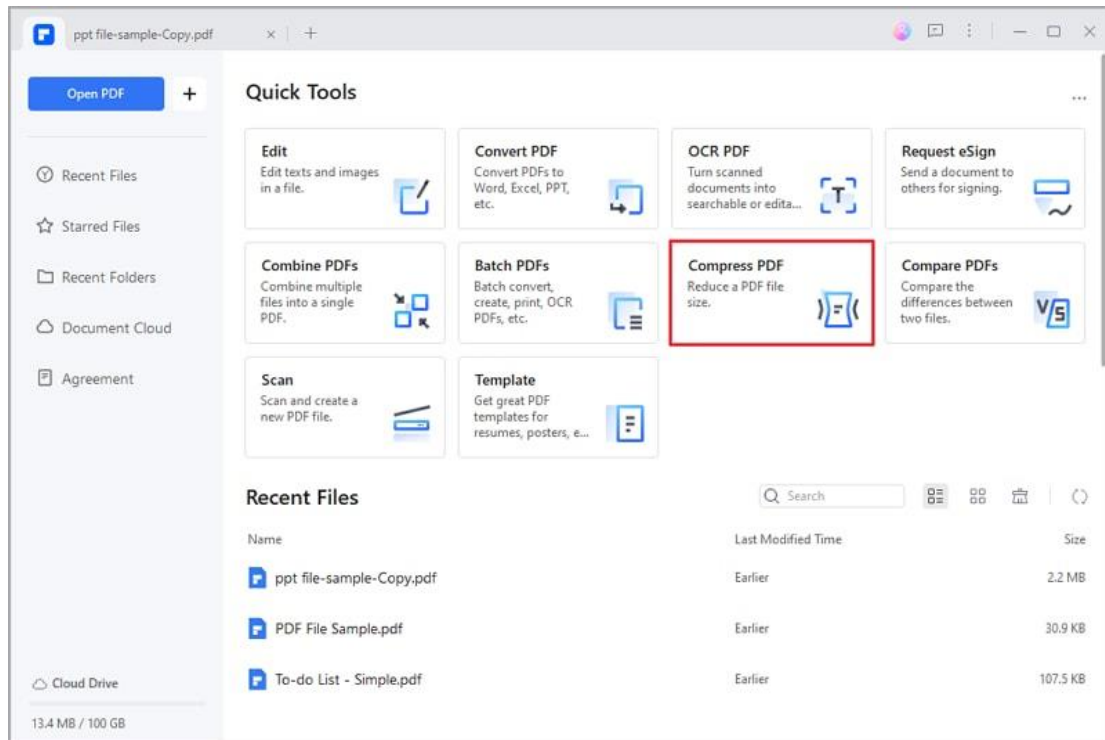 ppt file-sample-Copy.pdf
Open PDF
Recent Files
Starred Files
Recent Folders
Document Cloud
Agreement
Cloud Drive
13.4 MB / 100 GB
Quick Tools
Edit
Edit texts and images
in a file.
Convert PDF
Convert PDFs to
Word, Excel, PPT,
etc.
OCR PDF
Turn scanned
documents into
searchable or edita...
T
Request eSign
Send a document to
others for signing.
Combine PDFs
Combine multiple
files into a single
PDF.
Batch PDFs
Batch convert,
create, print, OCR
PDFs, etc.
Compress PDF
Reduce a PDF file
size.
Compare PDFs
Compare the
differences between
two files.
V/S
Scan
Scan and create a
new PDF file.
Template
Get great PDF
templates for
resumes, posters, e...
Recent Files
Search
Name Last Modified Time Size
ppt file-sample-Copy.pdf Earlier 2.2 MB
PDF File Sample.pdf Earlier 30.9 KB
To-do List - Simple.pdf Earlier 107.5 KB